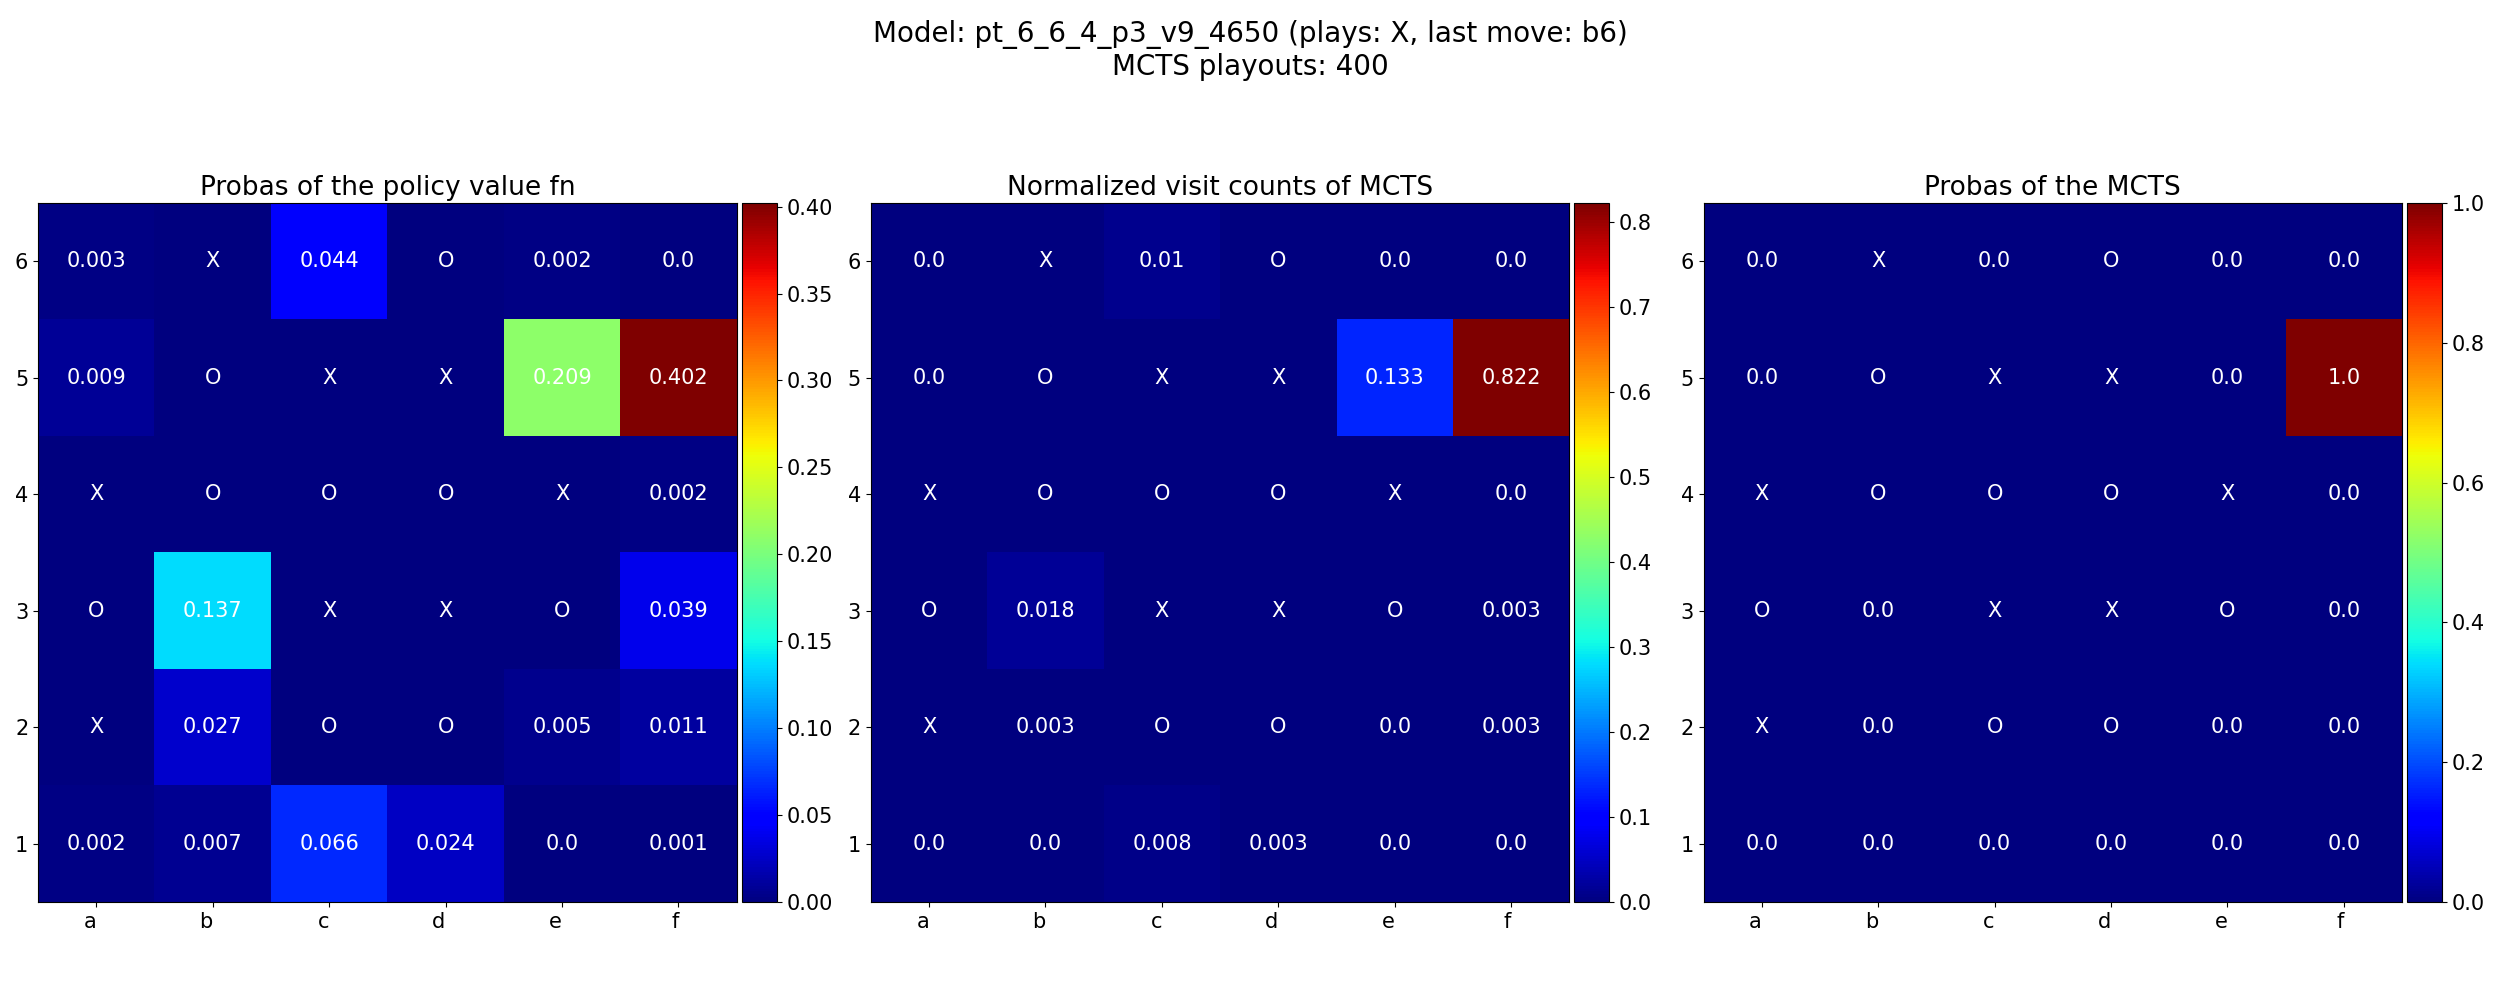 Model: pt_6_6_4_p3_v9_4650 (plays: X, last move: b6)
MCTS playouts: 400
Probas of the policy value fn
6 0.003 X 0.044 O 0.002 0.0
5 0.009 O X X 0.209 0.402
4 X O O O X 0.002
3 O 0.137 X X O 0.039
2 X 0.027 O O 0.005 0.011
1 0.002 0.007 0.066 0.024 0.0 0.001
a b c d e f
0.40
0.35
0.30
0.25
0.20
0.15
0.10
0.05
0.00
Normalized visit counts of MCTS
6 0.0 X 0.01 O 0.0 0.0
5 0.0 O X X 0.133 0.822
4 X O O O X 0.0
3 O 0.018 X X O 0.003
2 X 0.003 O O 0.0 0.003
1 0.0 0.0 0.008 0.003 0.0 0.0
a b c d e f
0.8
0.7
0.6
0.5
0.4
0.3
0.2
0.1
0.0
Probas of the MCTS
6 0.0 X 0.0 O 0.0 0.0
5 0.0 O X X 0.0 1.0
4 X O O O X 0.0
3 O 0.0 X X O 0.0
2 X 0.0 O O 0.0 0.0
1 0.0 0.0 0.0 0.0 0.0 0.0
a b c d e f
1.0
0.8
0.6
0.4
0.2
0.0